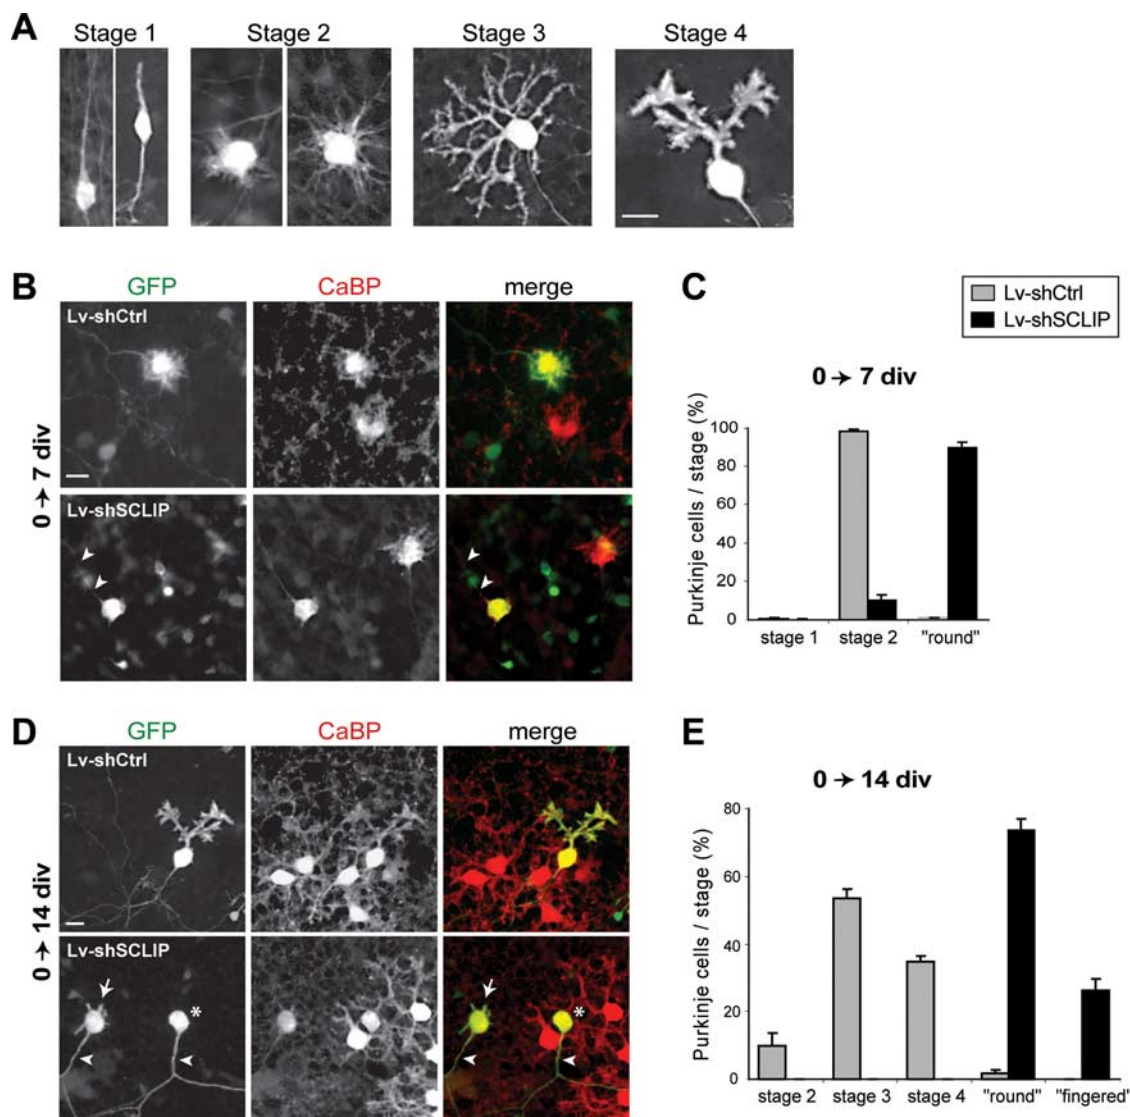 A
Stage 1
Stage 2
Stage 3
Stage 4
B
GFP
CaBP
merge
0 → 7 div
Lv-shCtrl
Lv-shSCLIP
C
Lv-shCtrl
Lv-shSCLIP
0 → 7 div
Purkinje cells / stage (%)
100
80
60
40
20
0
stage 1
stage 2
"round"
D
GFP
CaBP
merge
0 → 14 div
Lv-shCtrl
Lv-shSCLIP
*
*
E
0 → 14 div
Purkinje cells / stage (%)
80
60
40
20
0
stage 2
stage 3
stage 4
"round"
"fingered"